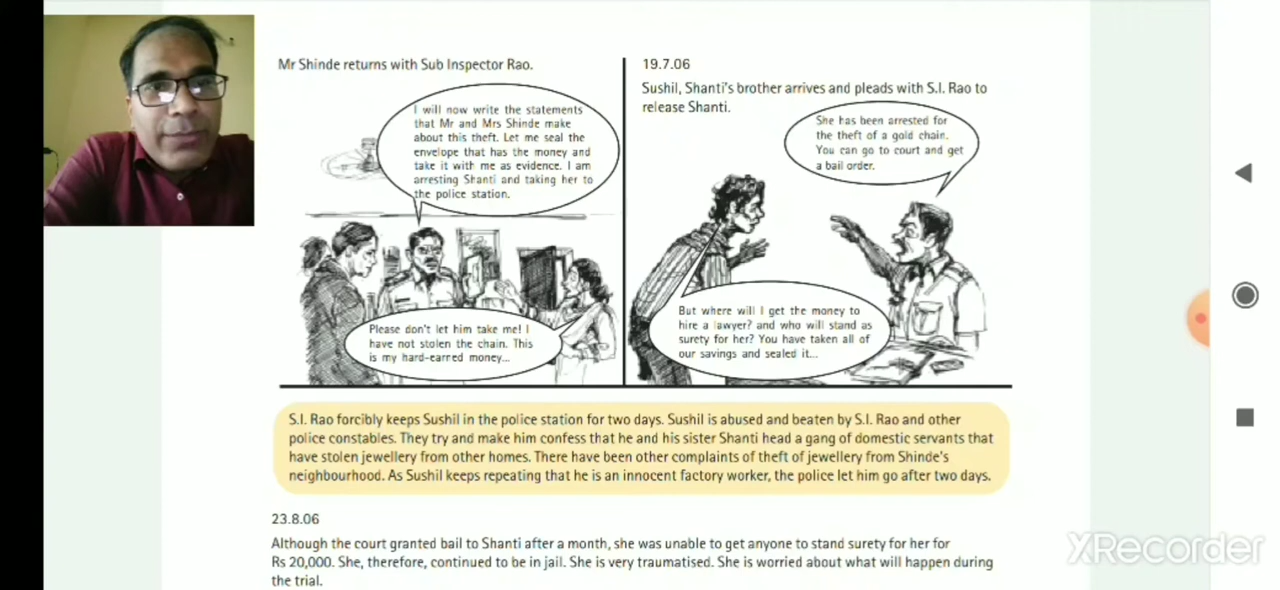 Mr Shinde returns with Sub Inspector Rao.
I will now write the statements
that Mr and Mrs Shinde make
about this theft. Let me seal the
envelope that has the money and
take it with me as evidence. I am
arresting Shanti and taking her to
the police station.
Please don't let him take me! I
have not stolen the chain. This
is my hard-earned money...
19.7.06
Sushil, Shanti's brother arrives and pleads with S.I. Rao to
release Shanti.
She has been arrested for
the theft of a gold chain.
You can go to court and get
a bail order.
But where will I get the money to
hire a lawyer? and who will stand as
surety for her? You have taken all of
our savings and sealed it...
S.I. Rao forcibly keeps Sushil in the police station for two days. Sushil is abused and beaten by S.I. Rao and other
police constables. They try and make him confess that he and his sister Shanti head a gang of domestic servants that
have stolen jewellery from other homes. There have been other complaints of theft of jewellery from Shinde's
neighbourhood. As Sushil keeps repeating that he is an innocent factory worker, the police let him go after two days.
23.8.06
Although the court granted bail to Shanti after a month, she was unable to get anyone to stand surety for her for
Rs 20,000. She, therefore, continued to be in jail. She is very traumatised. She is worried about what will happen during
the trial.
XRecorder